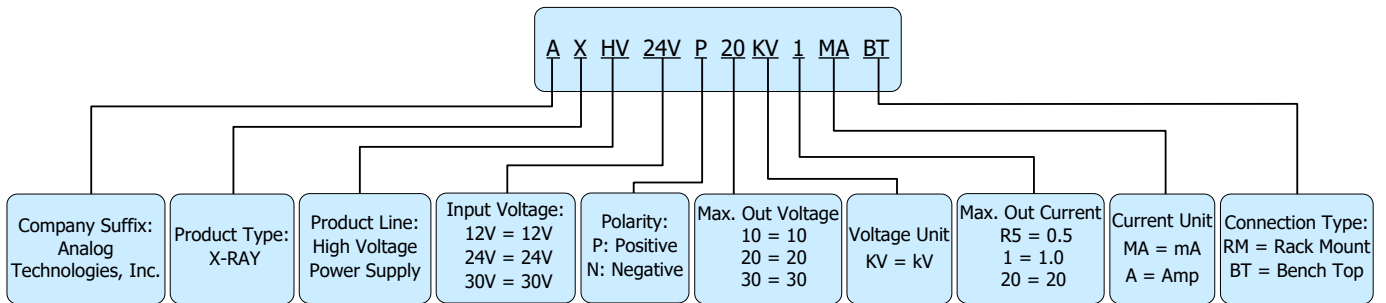 A X HV 24V P 20 KV 1 MA BT
Company Suffix:
Analog
Technologies, Inc.
Product Type:
X-RAY
Product Line:
High Voltage
Power Supply
Input Voltage:
12V = 12V
24V = 24V
30V = 30V
Polarity:
P: Positive
N: Negative
Max. Out Voltage
10 = 10
20 = 20
30 = 30
Voltage Unit
KV = kV
Max. Out Current
R5 = 0.5
1 = 1.0
20 = 20
Current Unit
MA = mA
A = Amp
Connection Type:
RM = Rack Mount
BT = Bench Top